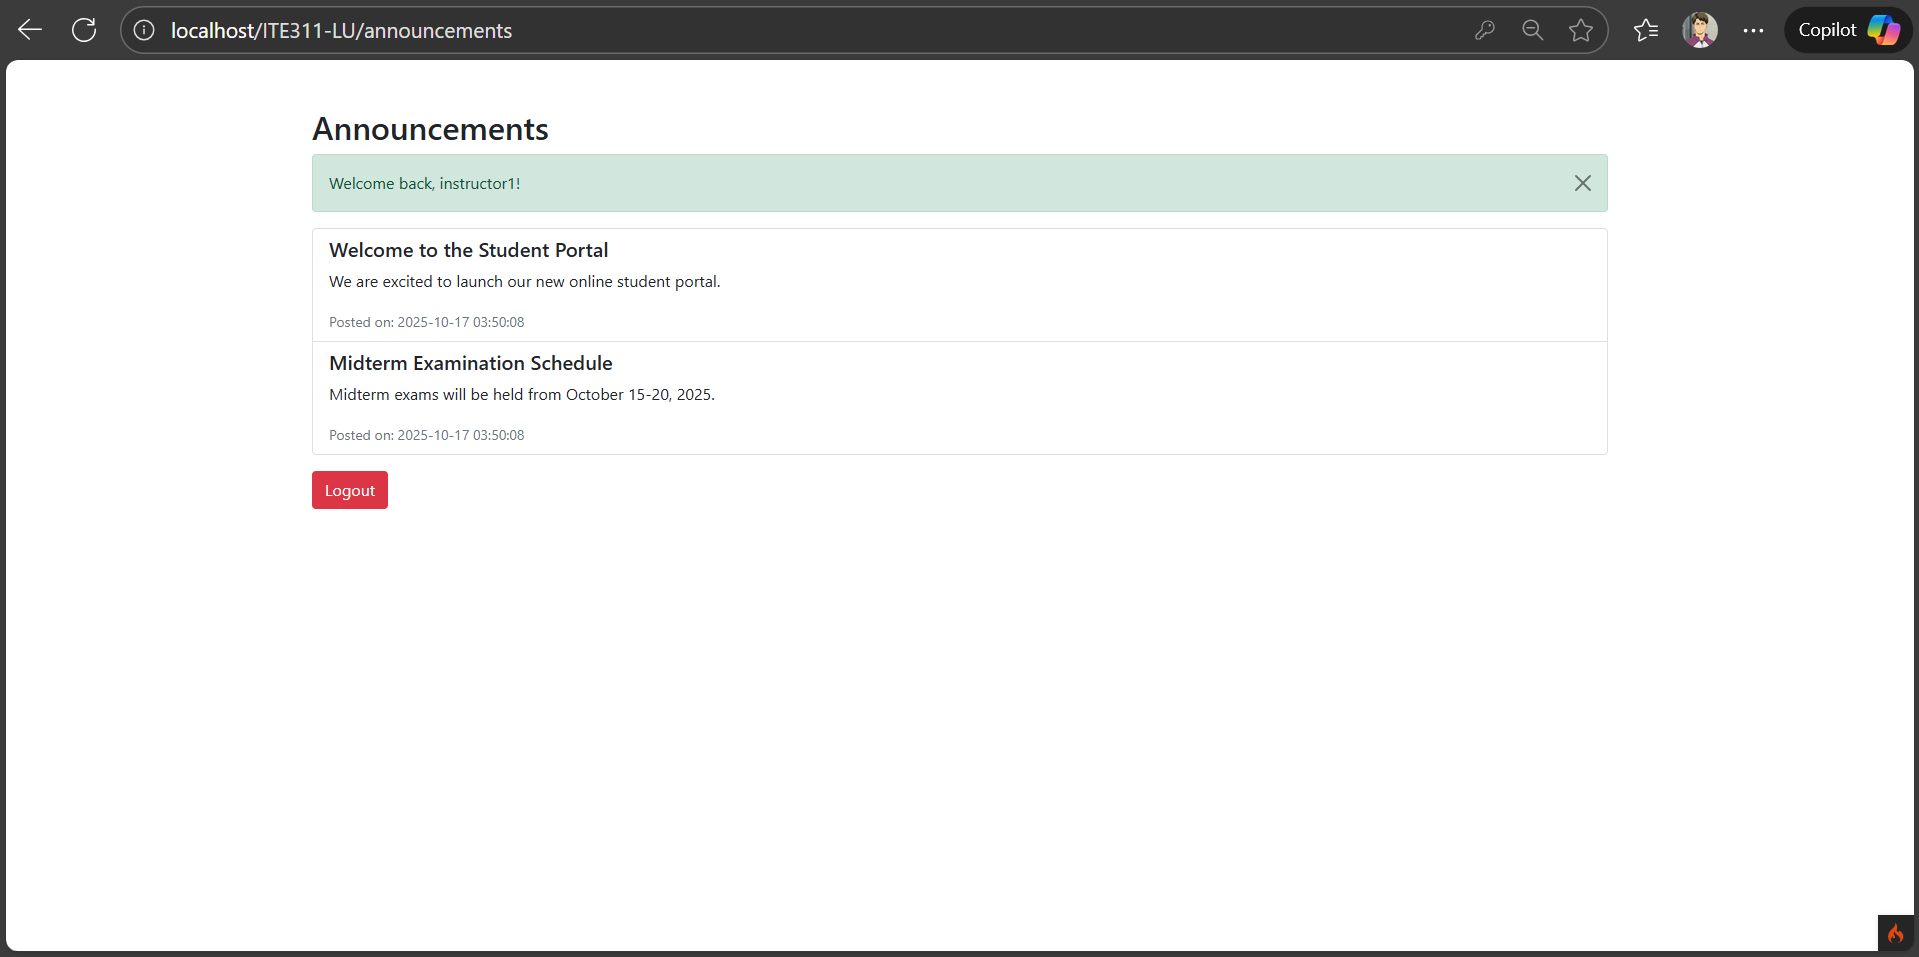 localhost/ITE311-LU/announcements
Copilot
Announcements
Welcome back, instructor1!
Welcome to the Student Portal
We are excited to launch our new online student portal.
Posted on: 2025-10-17 03:50:08
Midterm Examination Schedule
Midterm exams will be held from October 15-20, 2025.
Posted on: 2025-10-17 03:50:08
Logout